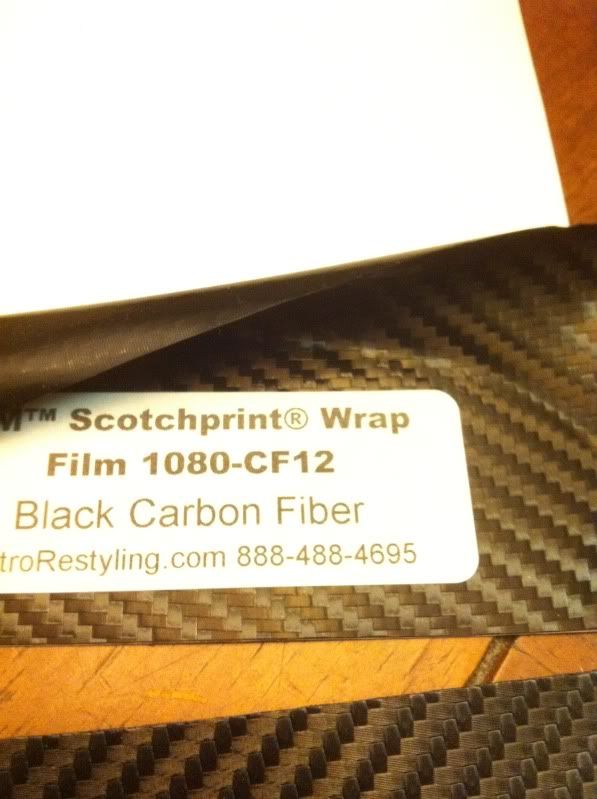 M™ Scotchprint® Wrap
Film 1080-CF12
Black Carbon Fiber
troRestyling.com 888-488-4695